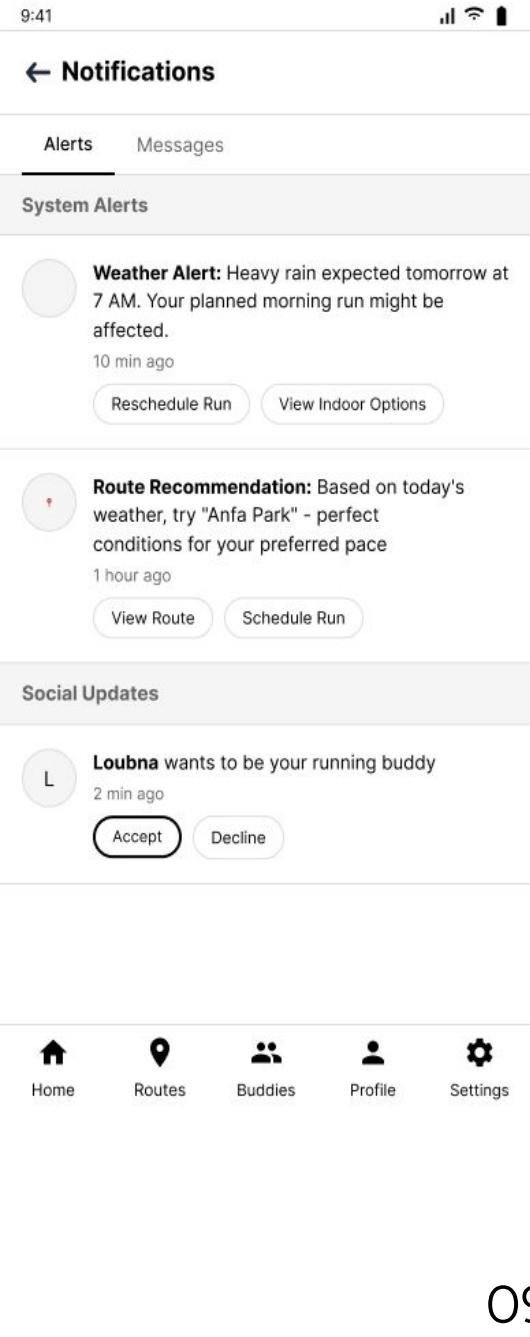 9:41
Notifications
Alerts Messages
System Alerts
Weather Alert: Heavy rain expected tomorrow at
7 AM. Your planned morning run might be
affected.
10 min ago
Reschedule Run View Indoor Options
Route Recommendation: Based on today's
weather, try "Anfa Park" - perfect
conditions for your preferred pace
1 hour ago
View Route Schedule Run
Social Updates
L
Loubna wants to be your running buddy
2 min ago
Accept Decline
Home Routes Buddies Profile Settings
09